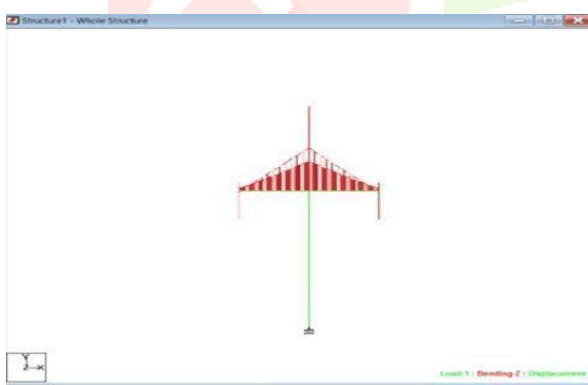 Structure1 - Whole Structure
Y
Z X
Load 1 : Bending Z : Displacement